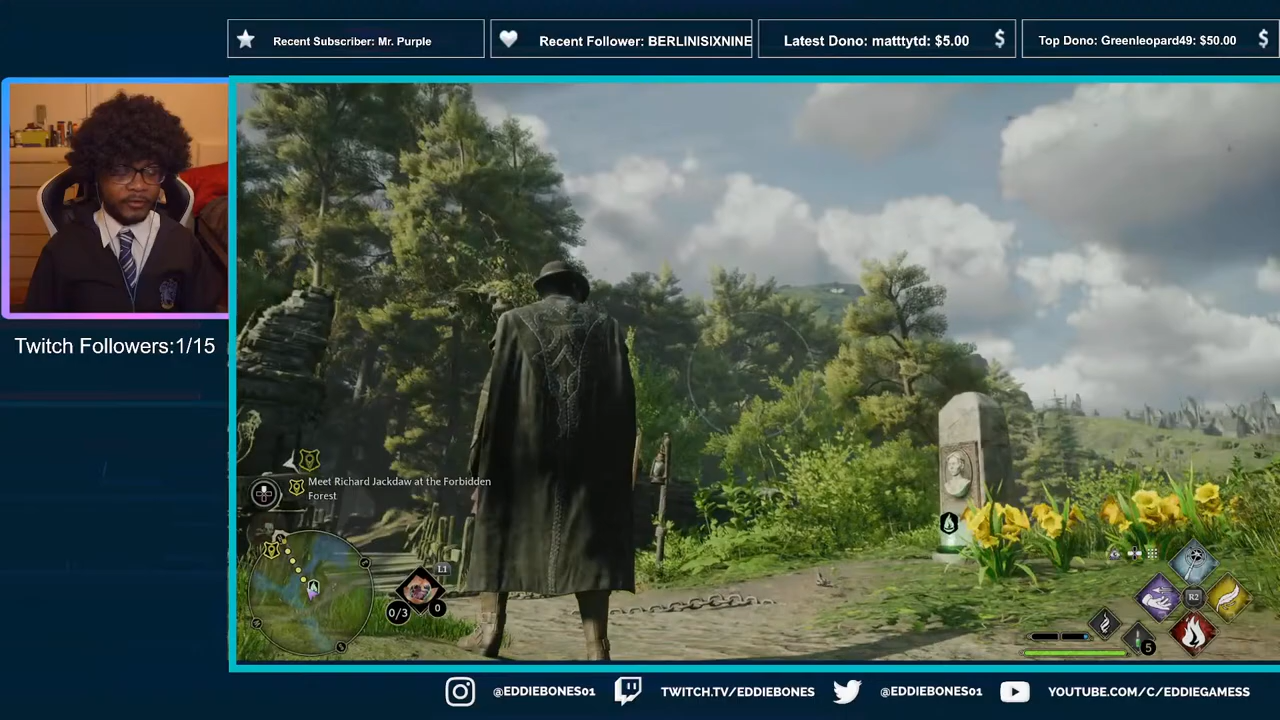 Recent Subscriber: Mr. Purple
Recent Follower: BERLINISIXNINE
Latest Dono: matttytd: $5.00
$
Top Dono: Greenleopard49: $50.00
$
Twitch Followers:1/15
Meet Richard Jackdaw at the Forbidden
Forest
L1
0/3
0
R2
5
@EDDIEBONES01
TWITCH.TV/EDDIEBONES
@EDDIEBONES01
YOUTUBE.COM/C/EDDIEGAMESS